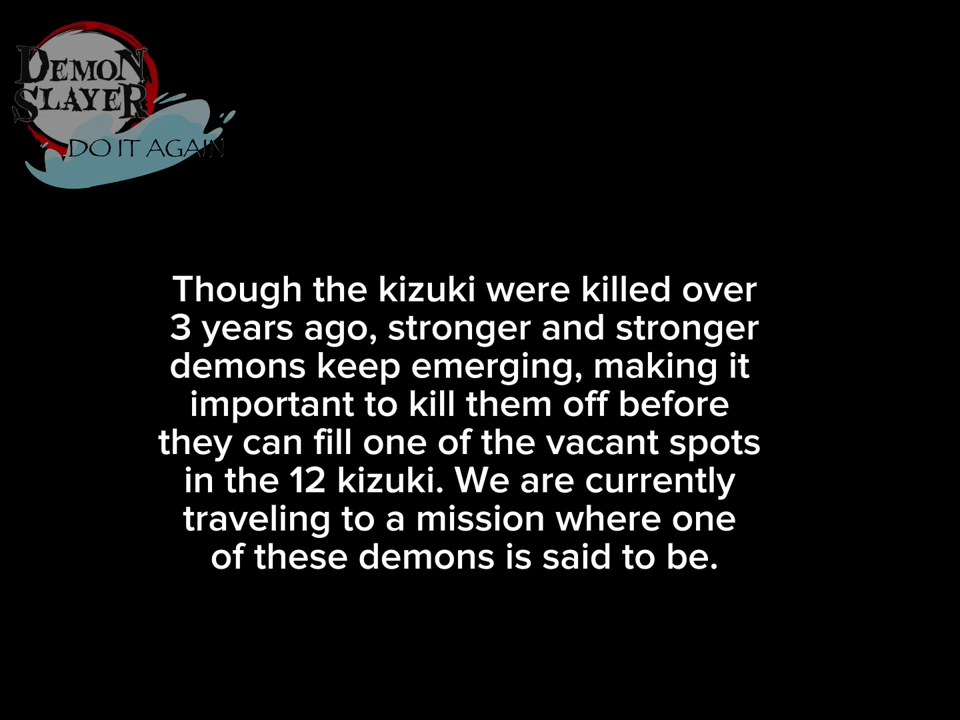 DEMON
SLAYER
DO IT AGAIN
Though the kizuki were killed over
3 years ago, stronger and stronger
demons keep emerging, making it
important to kill them off before
they can fill one of the vacant spots
in the 12 kizuki. We are currently
traveling to a mission where one
of these demons is said to be.